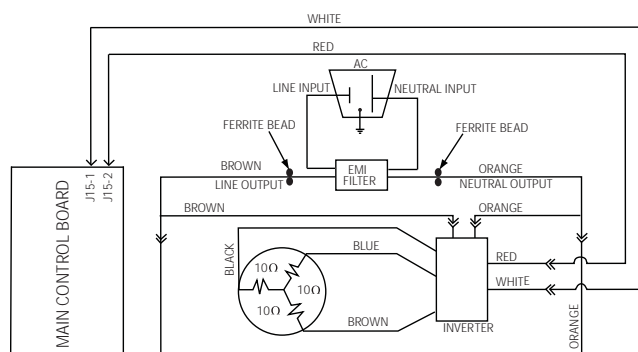 WHITE
RED
AC
LINE INPUT
NEUTRAL INPUT
FERRITE BEAD
FERRITE BEAD
BROWN
EMI
FILTER
ORANGE
LINE OUTPUT
NEUTRAL OUTPUT
J15-1
J15-2
MAIN CONTROL BOARD
BROWN
ORANGE
BLACK
BLUE
RED
10Ω
10Ω
10Ω
WHITE
BROWN
INVERTER
ORANGE